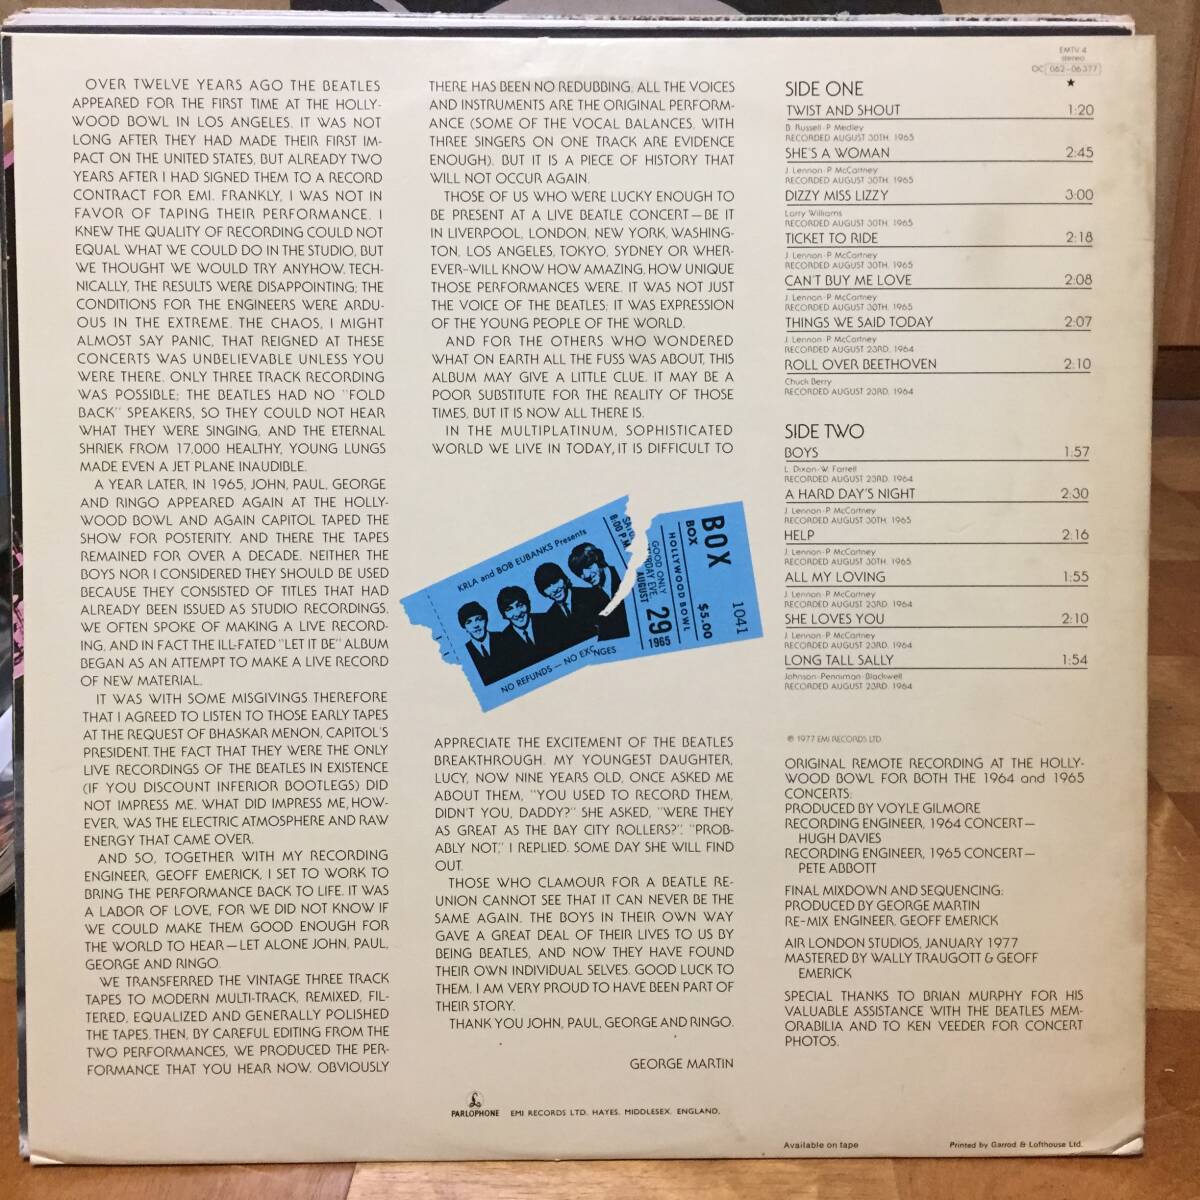 OVER TWELVE YEARS AGO THE BEATLES
APPEARED FOR THE FIRST TIME AT THE HOLLY-
WOOD BOWL IN LOS ANGELES. IT WAS NOT
LONG AFTER THEY HAD MADE THEIR FIRST IM-
PACT ON THE UNITED STATES, BUT ALREADY TWO
YEARS AFTER I HAD SIGNED THEM TO A RECORD
CONTRACT FOR EMI. FRANKLY, I WAS NOT IN
FAVOR OF TAPING THEIR PERFORMANCE. I
KNEW THE QUALITY OF RECORDING COULD NOT
EQUAL WHAT WE COULD DO IN THE STUDIO, BUT
WE THOUGHT WE WOULD TRY ANYHOW. TECH-
NICALLY, THE RESULTS WERE DISAPPOINTING; THE
CONDITIONS FOR THE ENGINEERS WERE ARDU-
OUS IN THE EXTREME. THE CHAOS, I MIGHT
ALMOST SAY PANIC, THAT REIGNED AT THESE
CONCERTS WAS UNBELIEVABLE UNLESS YOU
WERE THERE. ONLY THREE TRACK RECORDING
WAS POSSIBLE; THE BEATLES HAD NO "FOLD
BACK" SPEAKERS, SO THEY COULD NOT HEAR
WHAT THEY WERE SINGING, AND THE ETERNAL
SHRIEK FROM 17,000 HEALTHY, YOUNG LUNGS
MADE EVEN A JET PLANE INAUDIBLE.
A YEAR LATER, IN 1965, JOHN, PAUL, GEORGE
AND RINGO APPEARED AGAIN AT THE HOLLY-
WOOD BOWL AND AGAIN CAPITOL TAPED THE
SHOW FOR POSTERITY. AND THERE THE TAPES
REMAINED FOR OVER A DECADE. NEITHER THE
BOYS NOR I CONSIDERED THEY SHOULD BE USED
BECAUSE THEY CONSISTED OF TITLES THAT HAD
ALREADY BEEN ISSUED AS STUDIO RECORDINGS.
WE OFTEN SPOKE OF MAKING A LIVE RECORD-
ING, AND IN FACT THE ILL-FATED "LET IT BE" ALBUM
BEGAN AS AN ATTEMPT TO MAKE A LIVE RECORD
OF NEW MATERIAL.
IT WAS WITH SOME MISGIVINGS THEREFORE
THAT I AGREED TO LISTEN TO THOSE EARLY TAPES
AT THE REQUEST OF BHASKAR MENON, CAPITOL'S
PRESIDENT. THE FACT THAT THEY WERE THE ONLY
LIVE RECORDINGS OF THE BEATLES IN EXISTENCE
(IF YOU DISCOUNT INFERIOR BOOTLEGS) DID
NOT IMPRESS ME. WHAT DID IMPRESS ME, HOW-
EVER, WAS THE ELECTRIC ATMOSPHERE AND RAW
ENERGY THAT CAME OVER.
AND SO, TOGETHER WITH MY RECORDING
ENGINEER, GEOFF EMERICK, I SET TO WORK TO
BRING THE PERFORMANCE BACK TO LIFE. IT WAS
A LABOR OF LOVE, FOR WE DID NOT KNOW IF
WE COULD MAKE THEM GOOD ENOUGH FOR
THE WORLD TO HEAR—LET ALONE JOHN, PAUL,
GEORGE AND RINGO.
WE TRANSFERRED THE VINTAGE THREE TRACK
TAPES TO MODERN MULTI-TRACK, REMIXED, FIL-
TERED, EQUALIZED AND GENERALLY POLISHED
THE TAPES. THEN, BY CAREFUL EDITING FROM THE
TWO PERFORMANCES, WE PRODUCED THE PER-
FORMANCE THAT YOU HEAR NOW. OBVIOUSLY
THERE HAS BEEN NO REDUBBING. ALL THE VOICES
AND INSTRUMENTS ARE THE ORIGINAL PERFORM-
ANCE (SOME OF THE VOCAL BALANCES, WITH
THREE SINGERS ON ONE TRACK ARE EVIDENCE
ENOUGH). BUT IT IS A PIECE OF HISTORY THAT
WILL NOT OCCUR AGAIN.
THOSE OF US WHO WERE LUCKY ENOUGH TO
BE PRESENT AT A LIVE BEATLE CONCERT—BE IT
IN LIVERPOOL, LONDON, NEW YORK, WASHING-
TON, LOS ANGELES, TOKYO, SYDNEY OR WHER-
EVER–WILL KNOW HOW AMAZING, HOW UNIQUE
THOSE PERFORMANCES WERE. IT WAS NOT JUST
THE VOICE OF THE BEATLES: IT WAS EXPRESSION
OF THE YOUNG PEOPLE OF THE WORLD.
AND FOR THE OTHERS WHO WONDERED
WHAT ON EARTH ALL THE FUSS WAS ABOUT, THIS
ALBUM MAY GIVE A LITTLE CLUE. IT MAY BE A
POOR SUBSTITUTE FOR THE REALITY OF THOSE
TIMES, BUT IT IS NOW ALL THERE IS.
IN THE MULTIPLATINUM, SOPHISTICATED
WORLD WE LIVE IN TODAY, IT IS DIFFICULT TO
KRLA and BOB EUBANKS Presents
NO REFUNDS — NO EXC NGES
8:00 P.M.
GOOD ONLY
AUGUST 29 1965
HOLLYWOOD BOWL
BOX
BOX
$5.00
1041
APPRECIATE THE EXCITEMENT OF THE BEATLES
BREAKTHROUGH. MY YOUNGEST DAUGHTER,
LUCY, NOW NINE YEARS OLD, ONCE ASKED ME
ABOUT THEM, "YOU USED TO RECORD THEM,
DIDN'T YOU, DADDY?" SHE ASKED, "WERE THEY
AS GREAT AS THE BAY CITY ROLLERS?". "PROB-
ABLY NOT," I REPLIED. SOME DAY SHE WILL FIND
OUT.
THOSE WHO CLAMOUR FOR A BEATLE RE-
UNION CANNOT SEE THAT IT CAN NEVER BE THE
SAME AGAIN. THE BOYS IN THEIR OWN WAY
GAVE A GREAT DEAL OF THEIR LIVES TO US BY
BEING BEATLES, AND NOW THEY HAVE FOUND
THEIR OWN INDIVIDUAL SELVES. GOOD LUCK TO
THEM. I AM VERY PROUD TO HAVE BEEN PART OF
THEIR STORY.
THANK YOU JOHN, PAUL, GEORGE AND RINGO.
GEORGE MARTIN
PARLOPHONE EMI RECORDS LTD. HAYES. MIDDLESEX. ENGLAND.
EMTV 4
stereo
OC 062-06377
SIDE ONE
TWIST AND SHOUT 1:20
B. Russell-P. Medley
RECORDED AUGUST 30TH, 1965
SHE'S A WOMAN 2:45
J. Lennon-P. McCartney
RECORDED AUGUST 30TH, 1965
DIZZY MISS LIZZY 3:00
Larry Williams
RECORDED AUGUST 30TH, 1965
TICKET TO RIDE 2:18
J. Lennon-P. McCartney
RECORDED AUGUST 30TH, 1965
CAN'T BUY ME LOVE 2:08
J. Lennon-P. McCartney
RECORDED AUGUST 30TH, 1965
THINGS WE SAID TODAY 2:07
J. Lennon-P. McCartney
RECORDED AUGUST 23RD, 1964
ROLL OVER BEETHOVEN 2:10
Chuck Berry
RECORDED AUGUST 23RD, 1964
SIDE TWO
BOYS 1:57
L. Dixon-W. Farrell
RECORDED AUGUST 23RD, 1964
A HARD DAY'S NIGHT 2:30
J. Lennon-P. McCartney
RECORDED AUGUST 30TH, 1965
HELP 2:16
J. Lennon-P. McCartney
RECORDED AUGUST 30TH, 1965
ALL MY LOVING 1:55
J. Lennon-P. McCartney
RECORDED AUGUST 23RD, 1964
SHE LOVES YOU 2:10
J. Lennon-P. McCartney
RECORDED AUGUST 23RD, 1964
LONG TALL SALLY 1:54
Johnson-Penniman-Blackwell
RECORDED AUGUST 23RD, 1964
℗ 1977 EMI RECORDS LTD.
ORIGINAL REMOTE RECORDING AT THE HOLLY-
WOOD BOWL FOR BOTH THE 1964 and 1965
CONCERTS:
PRODUCED BY VOYLE GILMORE
RECORDING ENGINEER, 1964 CONCERT—
HUGH DAVIES
RECORDING ENGINEER, 1965 CONCERT—
PETE ABBOTT
FINAL MIXDOWN AND SEQUENCING:
PRODUCED BY GEORGE MARTIN
RE-MIX ENGINEER, GEOFF EMERICK
AIR LONDON STUDIOS, JANUARY 1977
MASTERED BY WALLY TRAUGOTT & GEOFF
EMERICK
SPECIAL THANKS TO BRIAN MURPHY FOR HIS
VALUABLE ASSISTANCE WITH THE BEATLES MEM-
ORABILIA AND TO KEN VEEDER FOR CONCERT
PHOTOS.
Available on tape
Printed by Garrod & Lofthouse Ltd.